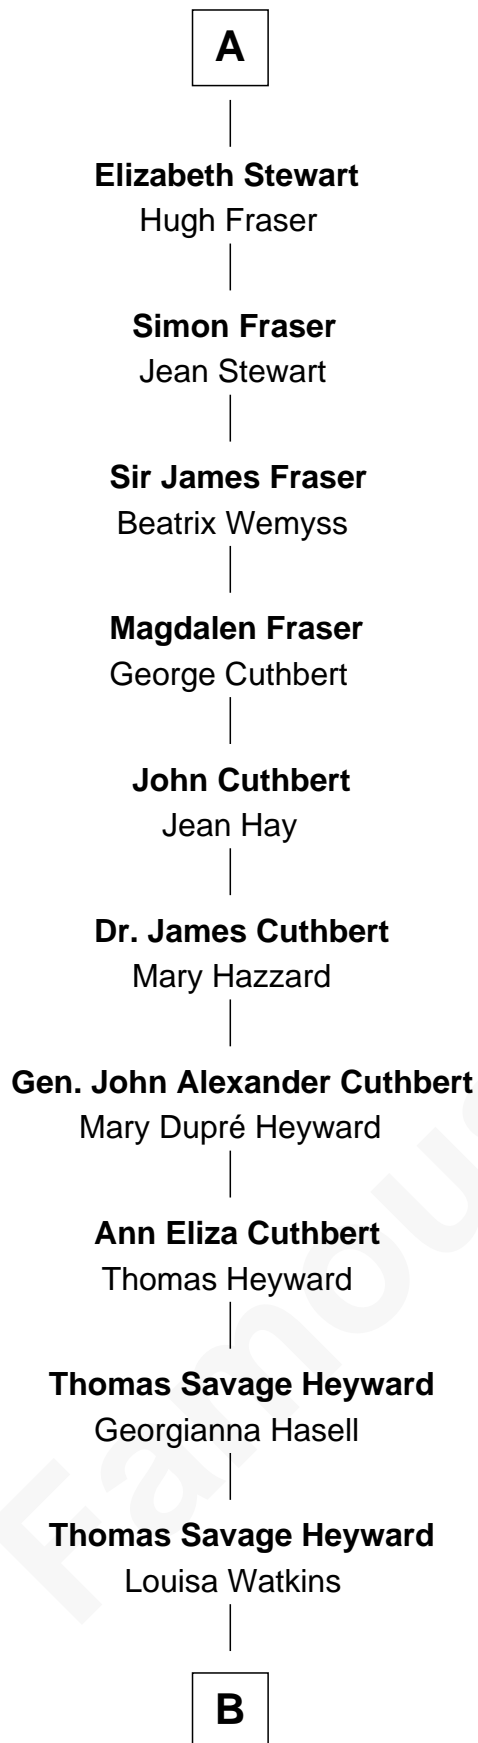 A
Elizabeth Stewart
Hugh Fraser
Simon Fraser
Jean Stewart
Sir James Fraser
Beatrix Wemyss
Magdalen Fraser
George Cuthbert
John Cuthbert
Jean Hay
Dr. James Cuthbert
Mary Hazzard
Gen. John Alexander Cuthbert
Mary Dupré Heyward
Ann Eliza Cuthbert
Thomas Heyward
Thomas Savage Heyward
Georgianna Hasell
Thomas Savage Heyward
Louisa Watkins
B
Famous